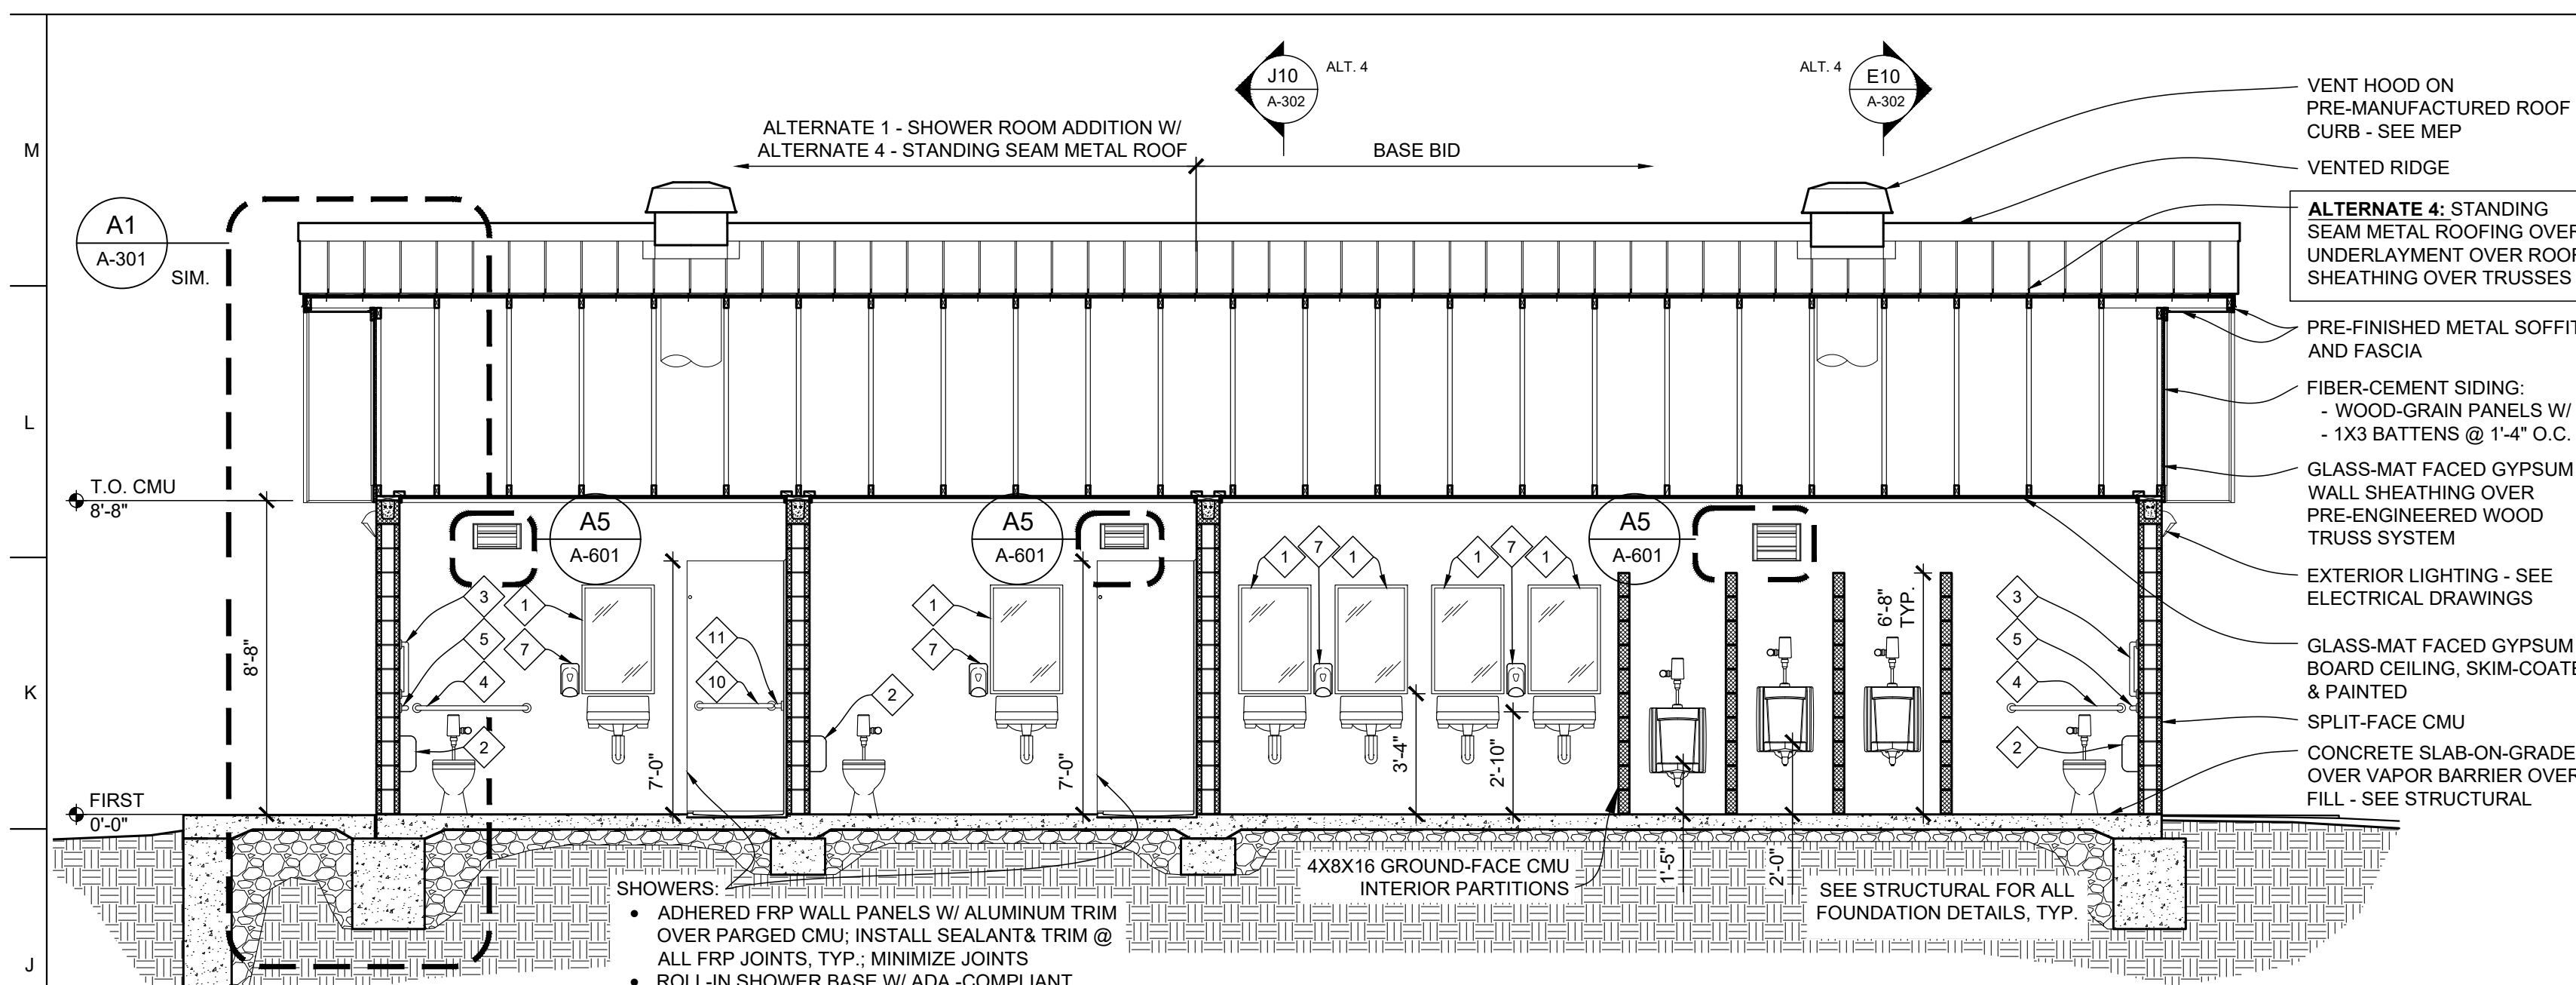 M
L
K
J
J10
A-302
ALT. 4
ALT. 4
E10
A-302
ALTERNATE 1 - SHOWER ROOM ADDITION W/
ALTERNATE 4 - STANDING SEAM METAL ROOF
BASE BID
A1
A-301
SIM.
VENT HOOD ON
PRE-MANUFACTURED ROOF
CURB - SEE MEP
VENTED RIDGE
ALTERNATE 4: STANDING
SEAM METAL ROOFING OVER
UNDERLAYMENT OVER ROOF
SHEATHING OVER TRUSSES
PRE-FINISHED METAL SOFFIT
AND FASCIA
FIBER-CEMENT SIDING:
- WOOD-GRAIN PANELS W/
- 1X3 BATTENS @ 1'-4" O.C.
GLASS-MAT FACED GYPSUM
WALL SHEATHING OVER
PRE-ENGINEERED WOOD
TRUSS SYSTEM
EXTERIOR LIGHTING - SEE
ELECTRICAL DRAWINGS
GLASS-MAT FACED GYPSUM
BOARD CEILING, SKIM-COATE
& PAINTED
SPLIT-FACE CMU
CONCRETE SLAB-ON-GRADE
OVER VAPOR BARRIER OVER
FILL - SEE STRUCTURAL
T.O. CMU
8'-8"
8'-8"
FIRST
0'-0"
A5
A-601
A5
A-601
A5
A-601
3
1
5
7
4
2
11
10
7'-0"
1
7
2
7'-0"
1
7
1
1
7
1
3'-4"
2'-10"
6'-8"
TYP.
3
5
4
2
1'-5"
2'-0"
4X8X16 GROUND-FACE CMU
INTERIOR PARTITIONS
SEE STRUCTURAL FOR ALL
FOUNDATION DETAILS, TYP.
SHOWERS:
• ADHERED FRP WALL PANELS W/ ALUMINUM TRIM
OVER PARGED CMU; INSTALL SEALANT& TRIM @
ALL FRP JOINTS, TYP.; MINIMIZE JOINTS
• ROLL-IN SHOWER BASE W/ ADA -COMPLIANT